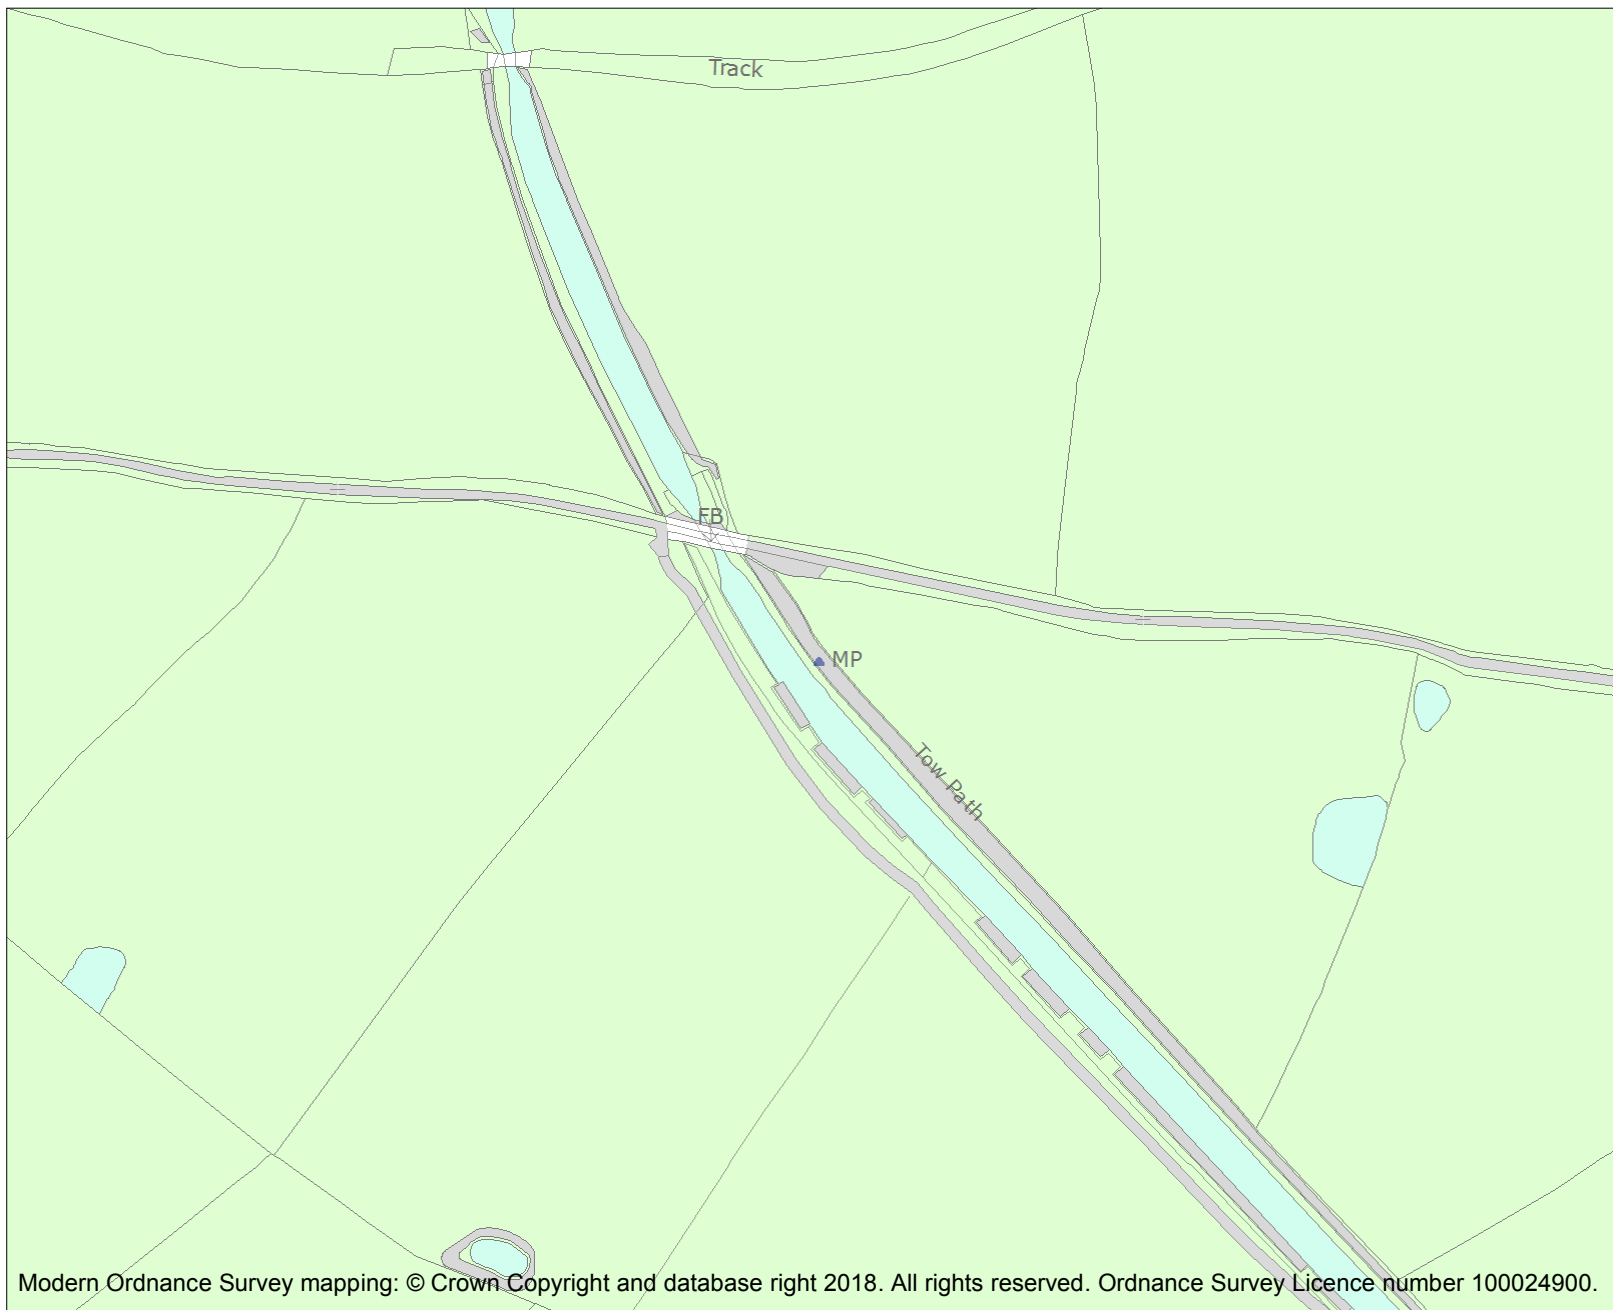 Track
FB
MP
Tow Path
Modern Ordnance Survey mapping: © Crown Copyright and database right 2018. All rights reserved. Ordnance Survey Licence number 100024900.